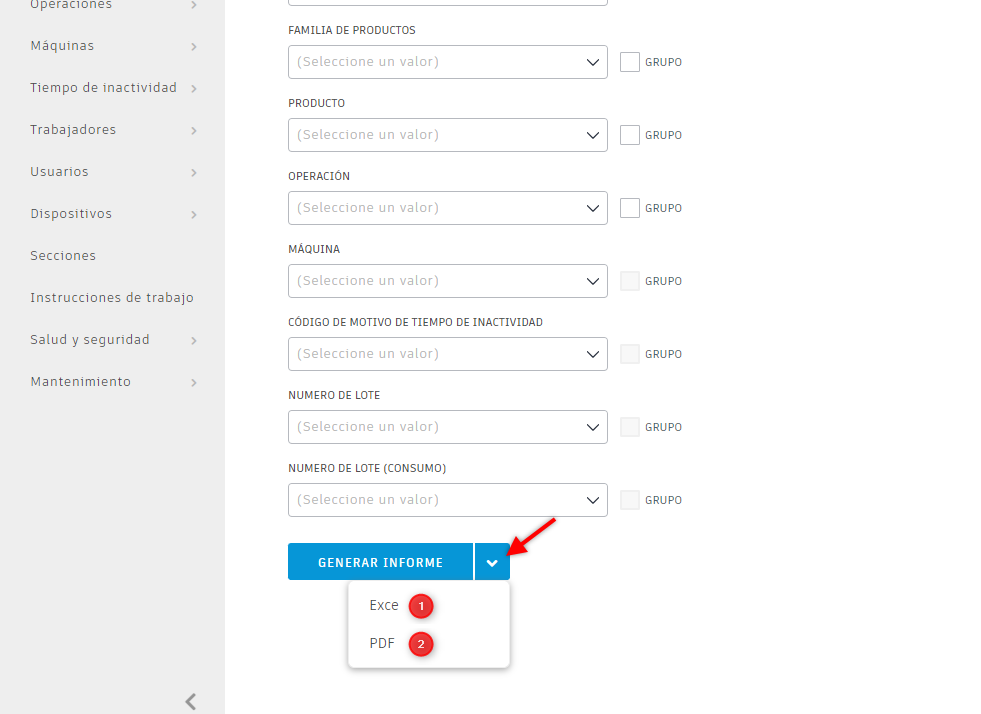 Operaciones
Máquinas
Tiempo de inactividad
Trabajadores
Usuarios
Dispositivos
Secciones
Instrucciones de trabajo
Salud y seguridad
Mantenimiento
FAMILIA DE PRODUCTOS
(Seleccione un valor)
GRUPO
PRODUCTO
(Seleccione un valor)
GRUPO
OPERACIÓN
(Seleccione un valor)
GRUPO
MÁQUINA
(Seleccione un valor)
GRUPO
CÓDIGO DE MOTIVO DE TIEMPO DE INACTIVIDAD
(Seleccione un valor)
GRUPO
NUMERO DE LOTE
(Seleccione un valor)
GRUPO
NUMERO DE LOTE (CONSUMO)
(Seleccione un valor)
GRUPO
GENERAR INFORME
Exce 1
PDF 2